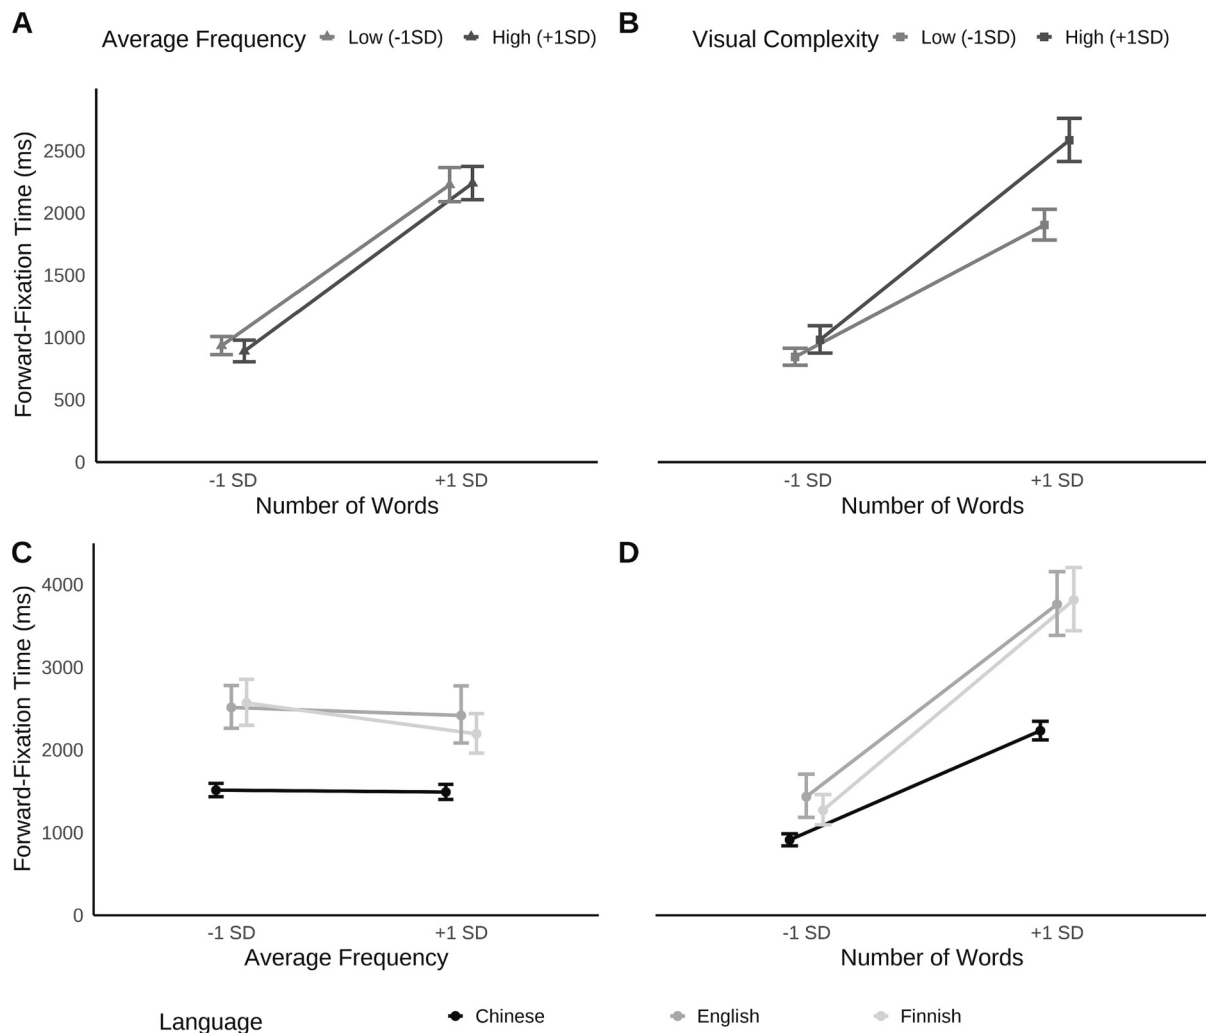 A
Average Frequency Low (-1SD) High (+1SD)
B
Visual Complexity Low (-1SD) High (+1SD)
Forward-Fixation Time (ms)
2500
2000
1500
1000
500
0
-1 SD +1 SD
Number of Words
-1 SD +1 SD
Number of Words
C
Forward-Fixation Time (ms)
4000
3000
2000
1000
0
-1 SD +1 SD
Average Frequency
D
-1 SD +1 SD
Number of Words
Language Chinese English Finnish